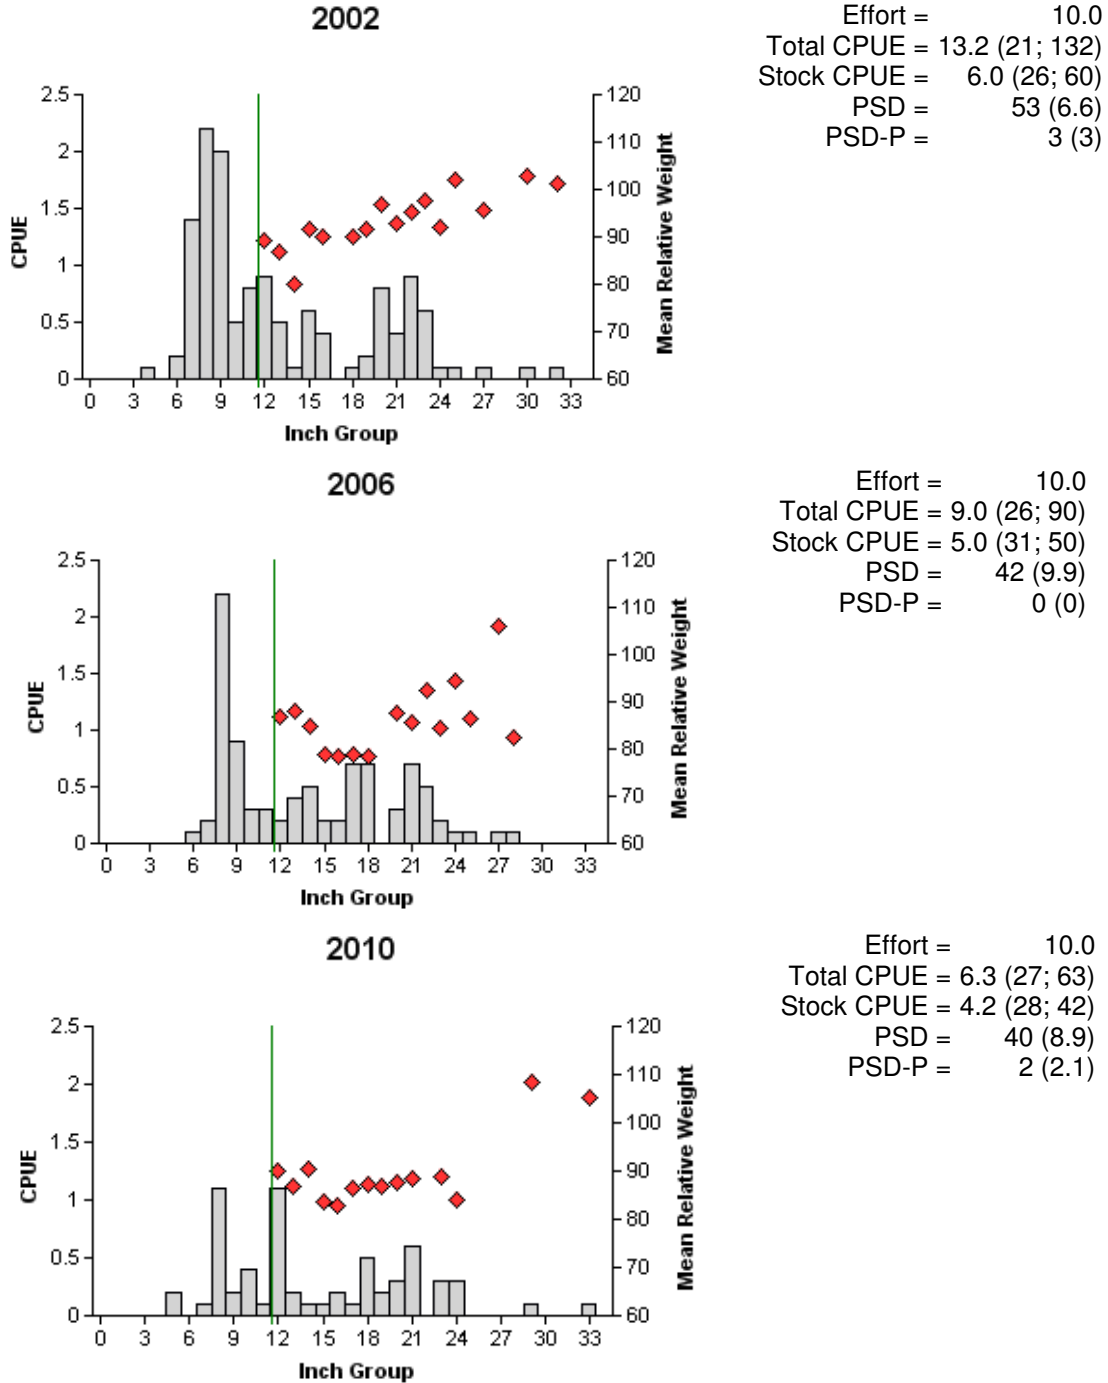 2002
Effort = 10.0
Total CPUE = 13.2 (21; 132)
Stock CPUE = 6.0 (26; 60)
PSD = 53 (6.6)
PSD-P = 3 (3)
2.5
2
1.5
1
0.5
0
CPUE
120
110
100
90
80
70
60
Mean Relative Weight
0 3 6 9 12 15 18 21 24 27 30 33
Inch Group
2006
Effort = 10.0
Total CPUE = 9.0 (26; 90)
Stock CPUE = 5.0 (31; 50)
PSD = 42 (9.9)
PSD-P = 0 (0)
2.5
2
1.5
1
0.5
0
CPUE
120
110
100
90
80
70
60
Mean Relative Weight
0 3 6 9 12 15 18 21 24 27 30 33
Inch Group
2010
Effort = 10.0
Total CPUE = 6.3 (27; 63)
Stock CPUE = 4.2 (28; 42)
PSD = 40 (8.9)
PSD-P = 2 (2.1)
2.5
2
1.5
1
0.5
0
CPUE
120
110
100
90
80
70
60
Mean Relative Weight
0 3 6 9 12 15 18 21 24 27 30 33
Inch Group